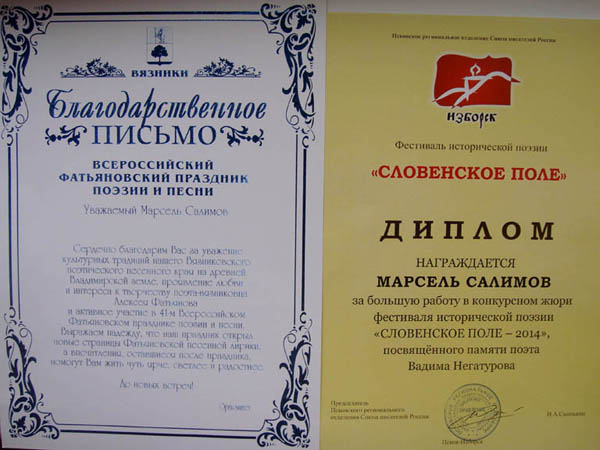 ВЯЗНИКИ
Благодарственное
ПИСЬМО
ВСЕРОССИЙСКИЙ
ФАТЬЯНОВСКИЙ ПРАЗДНИК
ПОЭЗИИ И ПЕСНИ
Уважаемый Марсель Салимов
Сердечно благодарим Вас за уважение
культурных традиций нашего Вязниковского
поэтического весеннего края на древней
Владимирской земле, проявление любви
и интереса к творчеству поэта-вязниковца
Алексея Фатьянова
и активное участие в 41-м Всероссийском
Фатьяновском празднике поэзии и песни.
Выражаем надежду, что наш праздник открыл
новые страницы Фатьяновской песенной лирики,
а впечатления, оставшиеся после праздника,
помогут Вам жить чуть ярче, светлее и радостнее.
До новых встреч!
Оргкомитет
Псковское региональное отделение Союза писателей России
ИЗБОРСК
Фестиваль исторической поэзии
«СЛОВЕНСКОЕ ПОЛЕ»
ДИПЛОМ
НАГРАЖДАЕТСЯ
МАРСЕЛЬ САЛИМОВ
за большую работу в конкурсном жюри
фестиваля исторической поэзии
«СЛОВЕНСКОЕ ПОЛЕ – 2014»,
посвящённого памяти поэта
Вадима Негатурова
Председатель
Псковского регионального
отделения Союза писателей России
Псков-Изборск